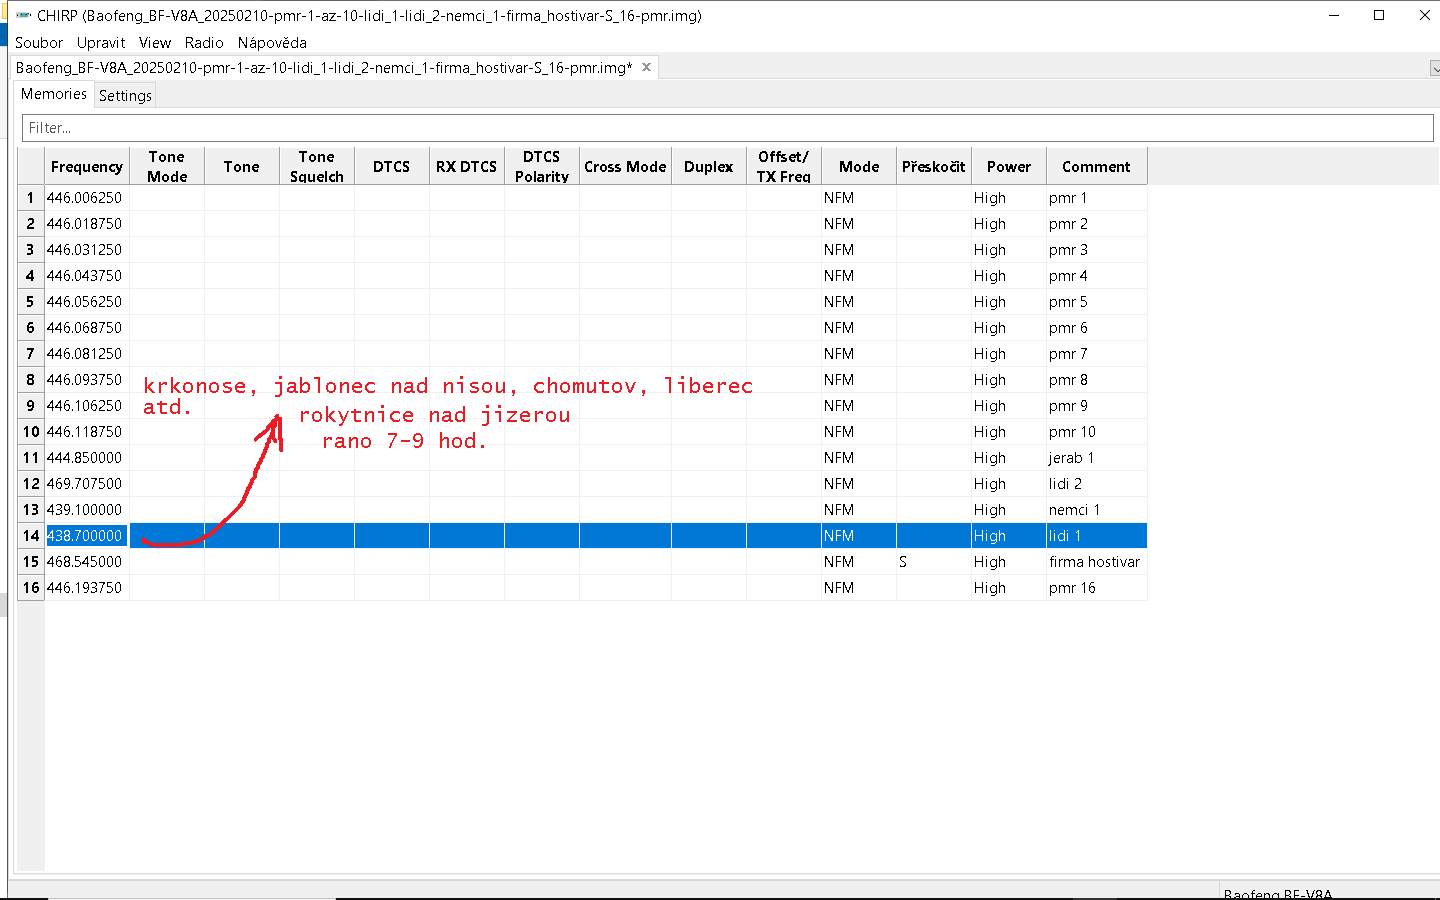 CHIRP (Baofeng_BF-V8A_20250210-pmr-1-az-10-lidi_1-lidi_2-nemci_1-firma_hostivar-S_16-pmr.img)
Soubor Upravit View Radio Nápověda
Baofeng_BF-V8A_20250210-pmr-1-az-10-lidi_1-lidi_2-nemci_1-firma_hostivar-S_16-pmr.img*
Memories Settings
Filter...
Frequency Tone Mode Tone Tone Squelch DTCS RX DTCS DTCS Polarity Cross Mode Duplex Offset/ TX Freq Mode Přeskočit Power Comment
1 446.006250 NFM High pmr 1
2 446.018750 NFM High pmr 2
3 446.031250 NFM High pmr 3
4 446.043750 NFM High pmr 4
5 446.056250 NFM High pmr 5
6 446.068750 NFM High pmr 6
7 446.081250 NFM High pmr 7
8 446.093750 NFM High pmr 8
krkonose, jablonec nad nisou, chomutov, liberec
atd.
9 446.106250 NFM High pmr 9
rokytnice nad jizerou
10 446.118750 NFM High pmr 10
rano 7-9 hod.
11 444.850000 NFM High jerab 1
12 469.707500 NFM High lidi 2
13 439.100000 NFM High nemci 1
14 438.700000 NFM High lidi 1
15 468.545000 NFM S High firma hostivar
16 446.193750 NFM High pmr 16
Baofeng BF-V8A